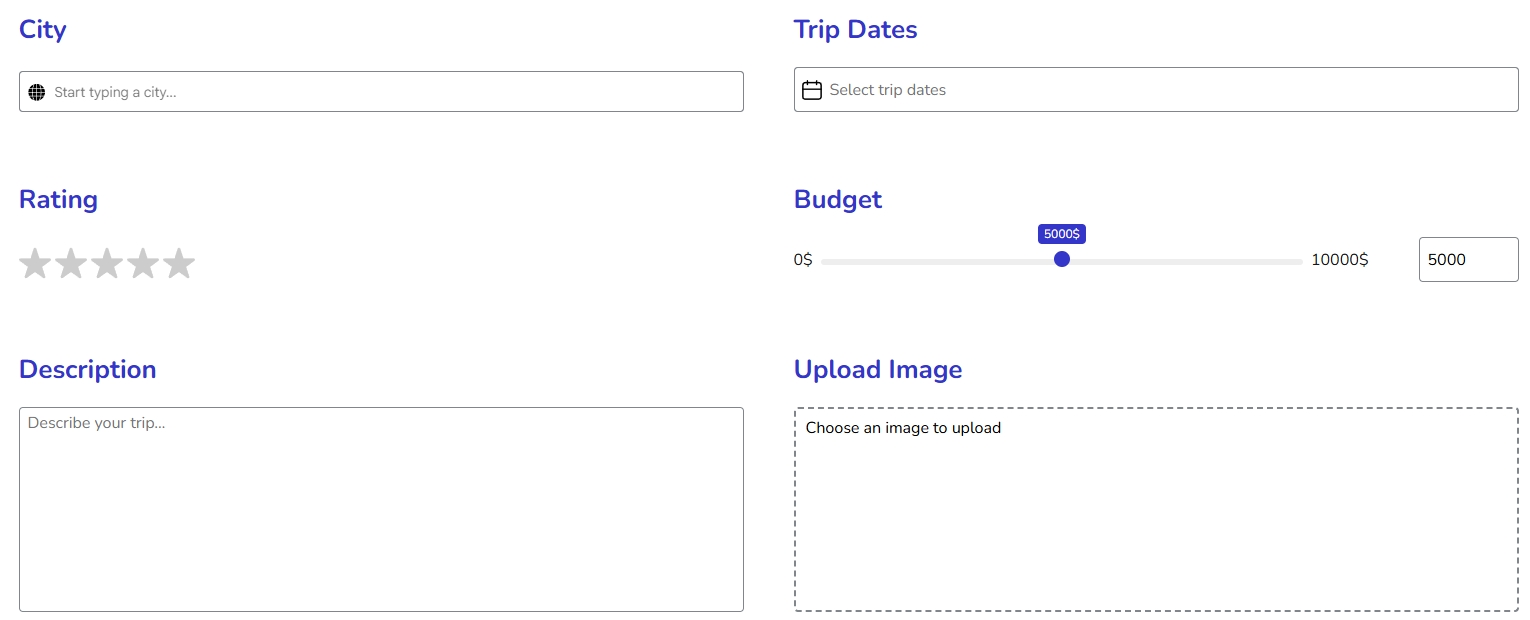 City
Start typing a city...
Trip Dates
Select trip dates
Rating
Budget
5000$
0$
10000$
5000
Description
Describe your trip...
Upload Image
Choose an image to upload